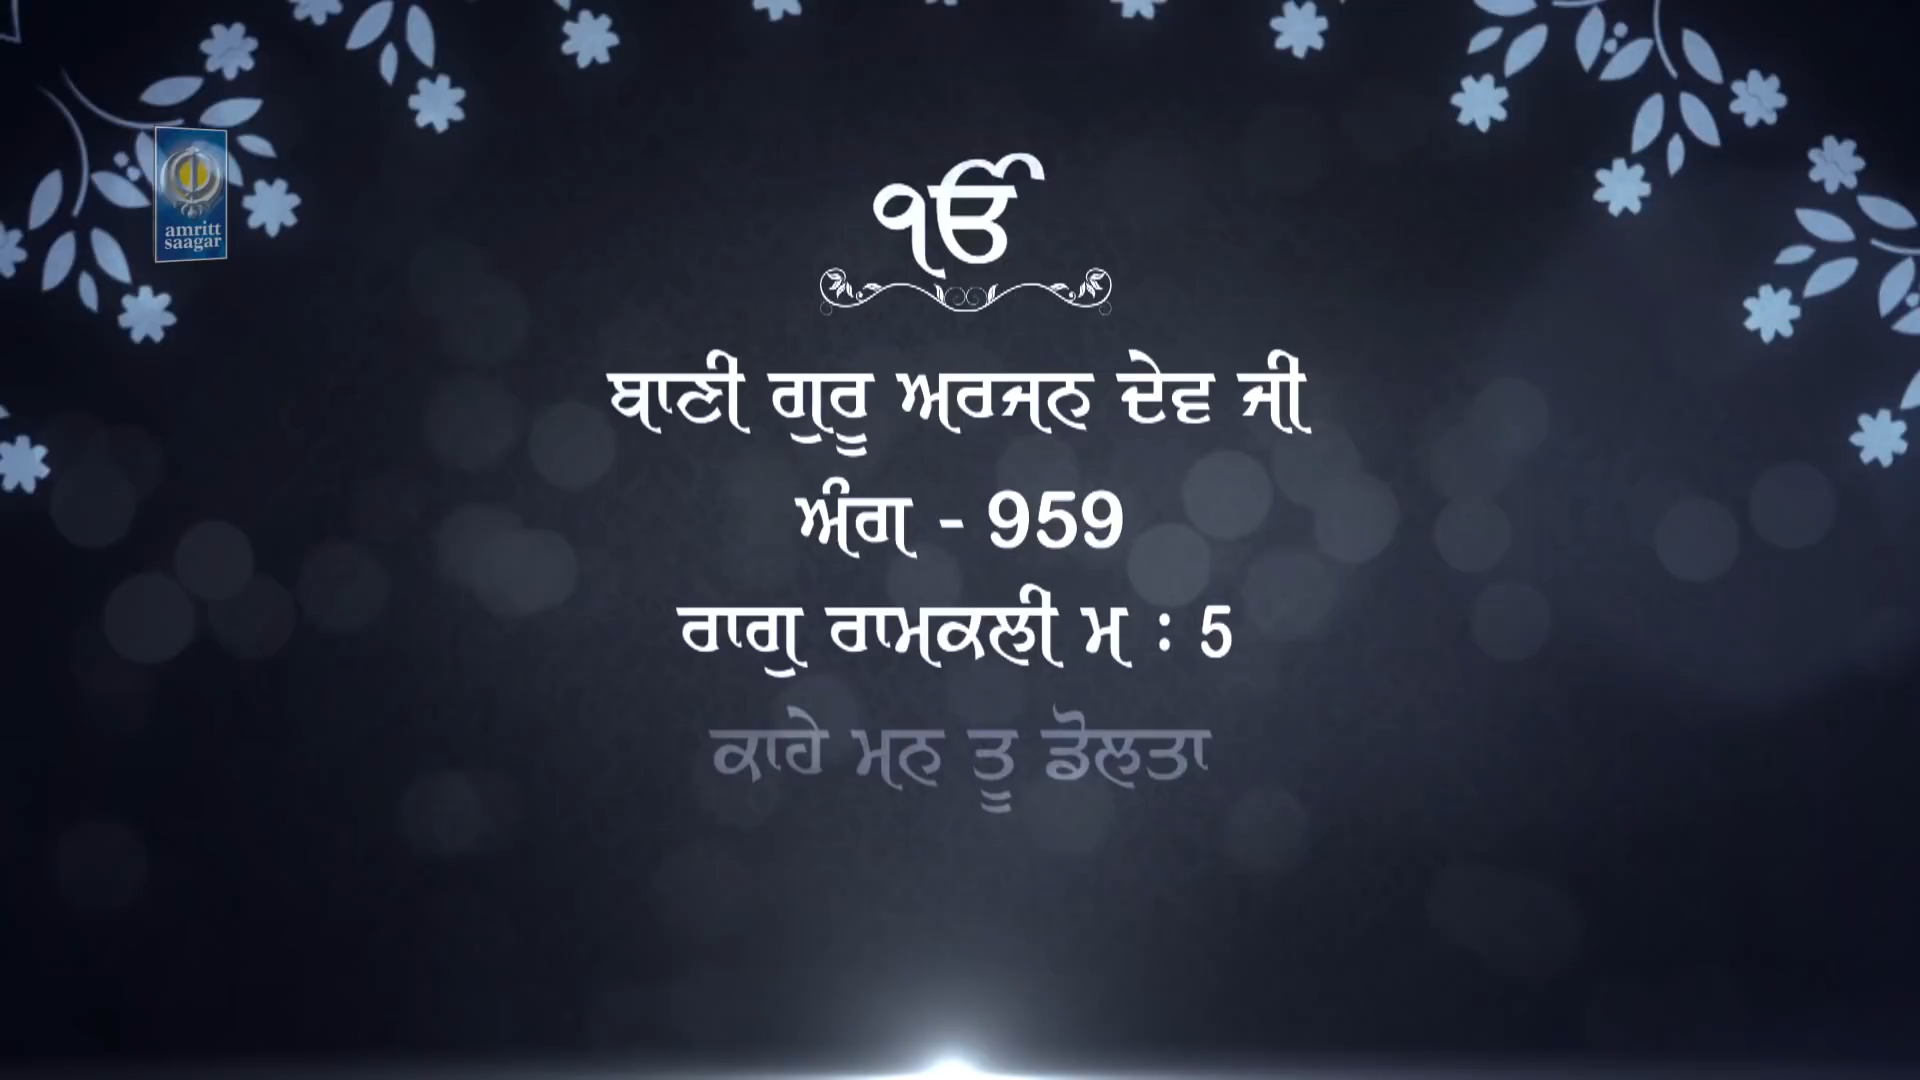 amritt
saagar
ੴ
ਬਾਣੀ ਗੁਰੂ ਅਰਜਨ ਦੇਵ ਜੀ
ਅੰਗ - 959
ਰਾਗੁ ਰਾਮਕਲੀ ਮ : 5
ਕਾਹੇ ਮਨ ਤੂ ਡੋਲਤਾ